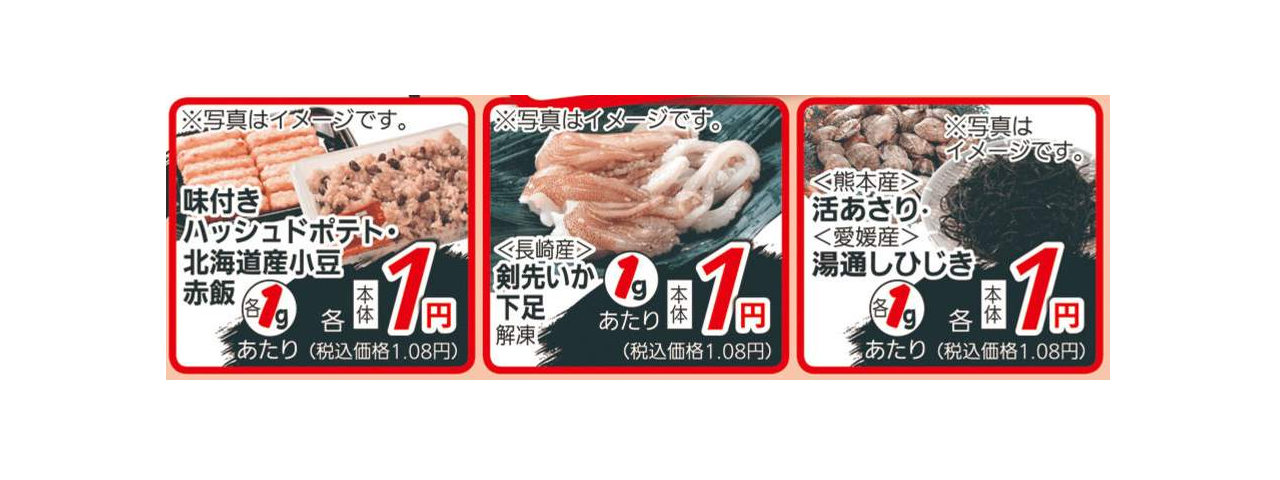 ※写真はイメージです。
味付き
ハッシュドポテト・
北海道産小豆
赤飯
各1g
あたり
各
本体
1円
(税込価格1.08円)
※写真はイメージです。
<長崎産>
剣先いか
下足
解凍
1g
あたり
本体
1円
(税込価格1.08円)
※写真は
イメージです。
<熊本産>
活あさり・
<愛媛産>
湯通しひじき
各1g
あたり
各
本体
1円
(税込価格1.08円)